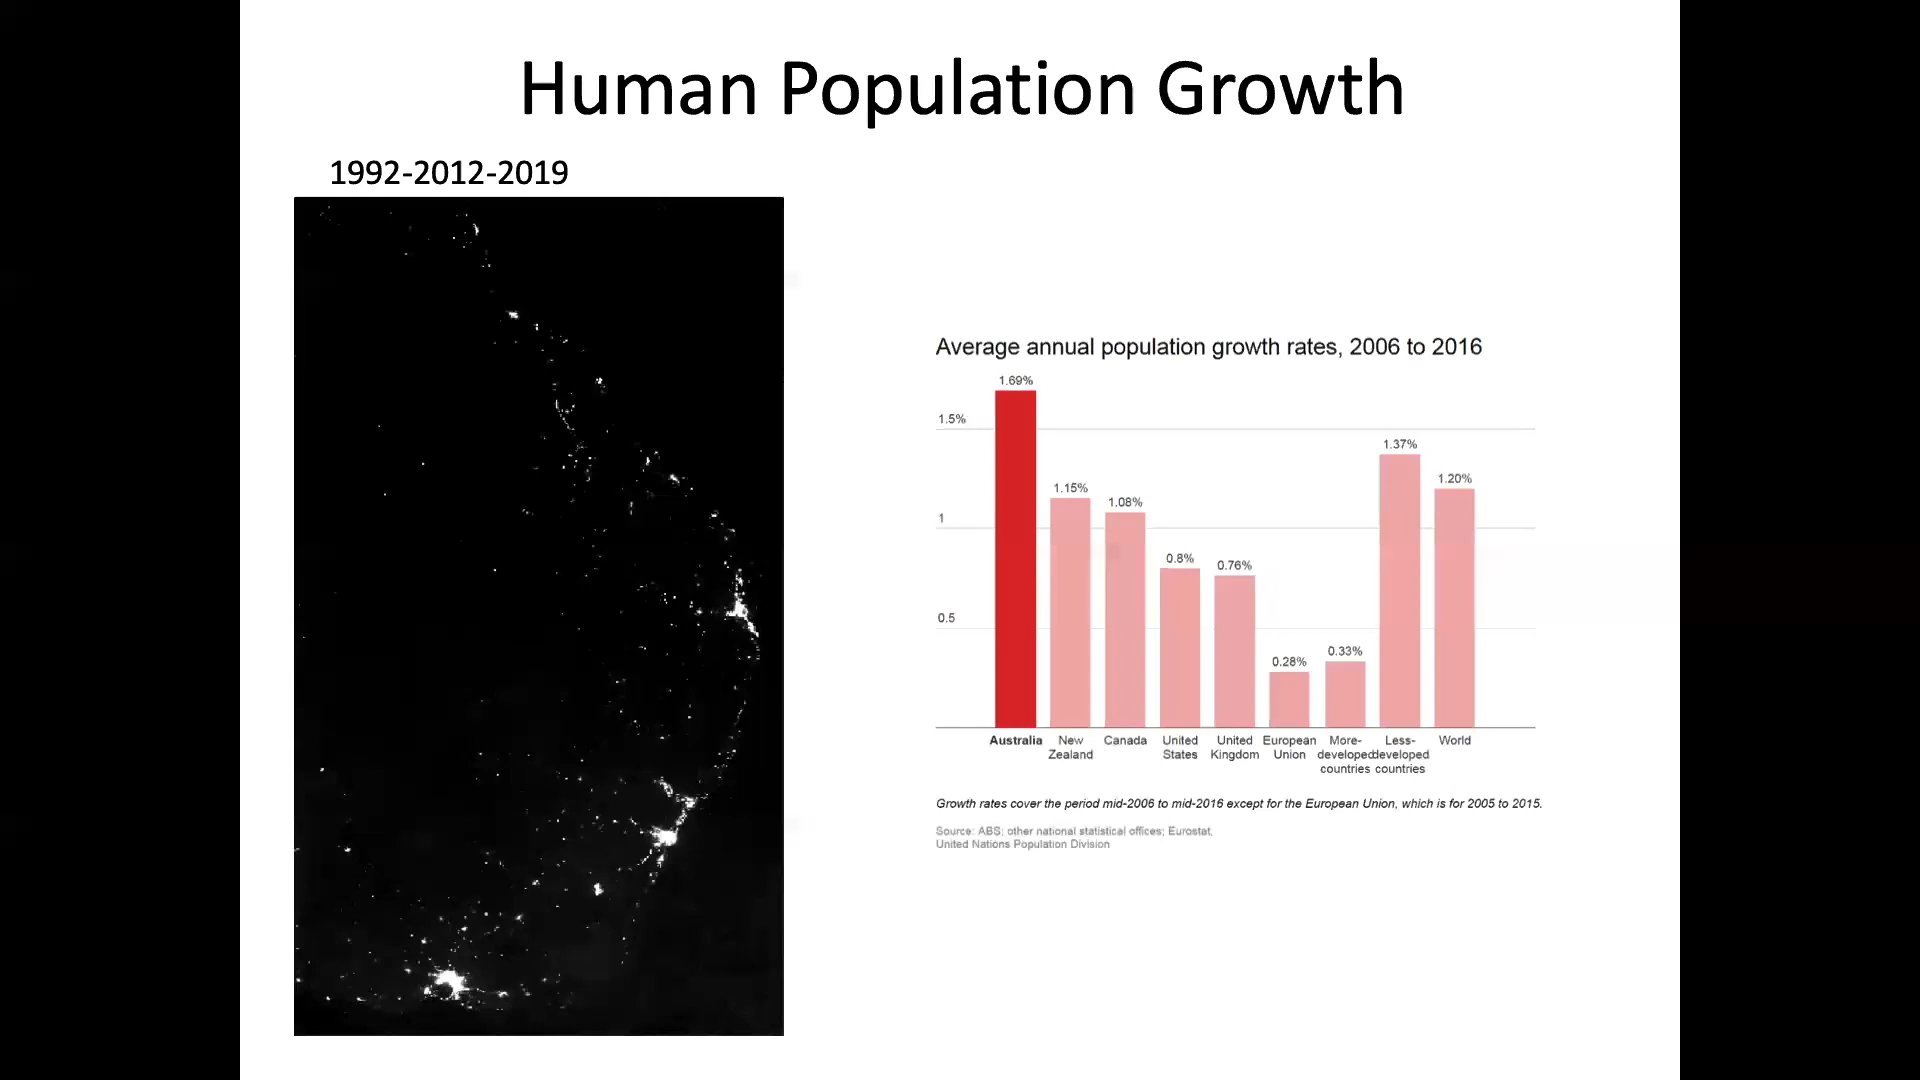 Human Population Growth
1992-2012-2019
Average annual population growth rates, 2006 to 2016
1.69%
1.5%
1.37%
1.20%
1.15%
1.08%
1
0.8%
0.76%
0.5
0.33%
0.28%
Australia
New
Zealand
Canada
United
States
United
Kingdom
European
Union
More-
developed
countries
Less-
developed
countries
World
Growth rates cover the period mid-2006 to mid-2016 except for the European Union, which is for 2005 to 2015.
Source: ABS; other national statistical offices; Eurostat,
United Nations Population Division